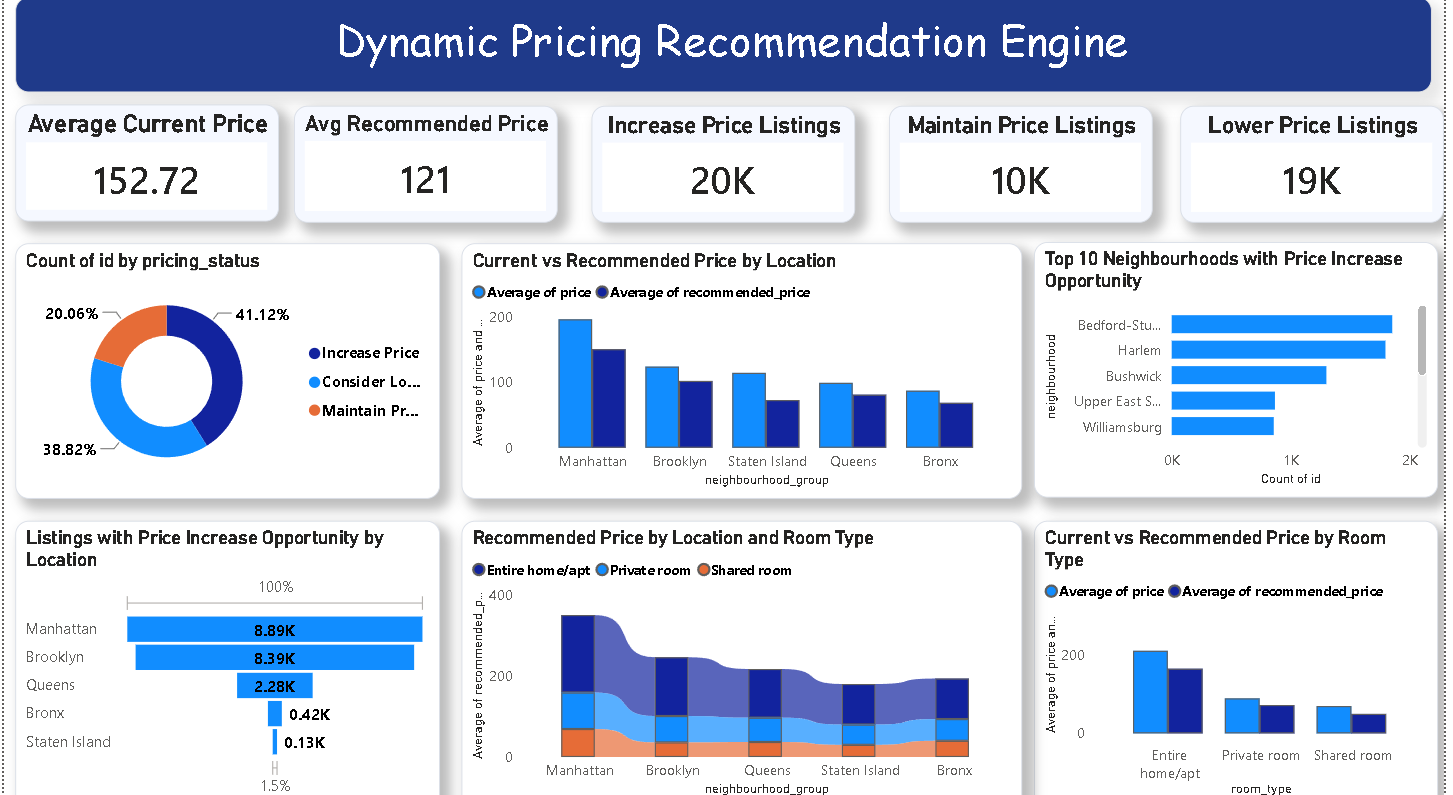 Dynamic Pricing Recommendation Engine
Average Current Price
152.72
Avg Recommended Price
121
Increase Price Listings
20K
Maintain Price Listings
10K
Lower Price Listings
19K
Count of id by pricing_status
20.06%
41.12%
38.82%
Increase Price
Consider Lo...
Maintain Pr...
Current vs Recommended Price by Location
Average of price
Average of recommended_price
Average of price and ...
200
100
0
Manhattan
Brooklyn
Staten Island
Queens
Bronx
neighbourhood_group
Top 10 Neighbourhoods with Price Increase
Opportunity
neighbourhood
Bedford-Stu...
Harlem
Bushwick
Upper East S...
Williamsburg
0K
1K
2K
Count of id
Listings with Price Increase Opportunity by
Location
100%
Manhattan
8.89K
Brooklyn
8.39K
Queens
2.28K
Bronx
0.42K
Staten Island
0.13K
1.5%
Recommended Price by Location and Room Type
Entire home/apt
Private room
Shared room
Average of recommended_p...
400
200
0
Manhattan
Brooklyn
Queens
Staten Island
Bronx
neighbourhood_group
Current vs Recommended Price by Room
Type
Average of price
Average of recommended_price
Average of price an...
200
0
Entire
home/apt
Private room
Shared room
room_type